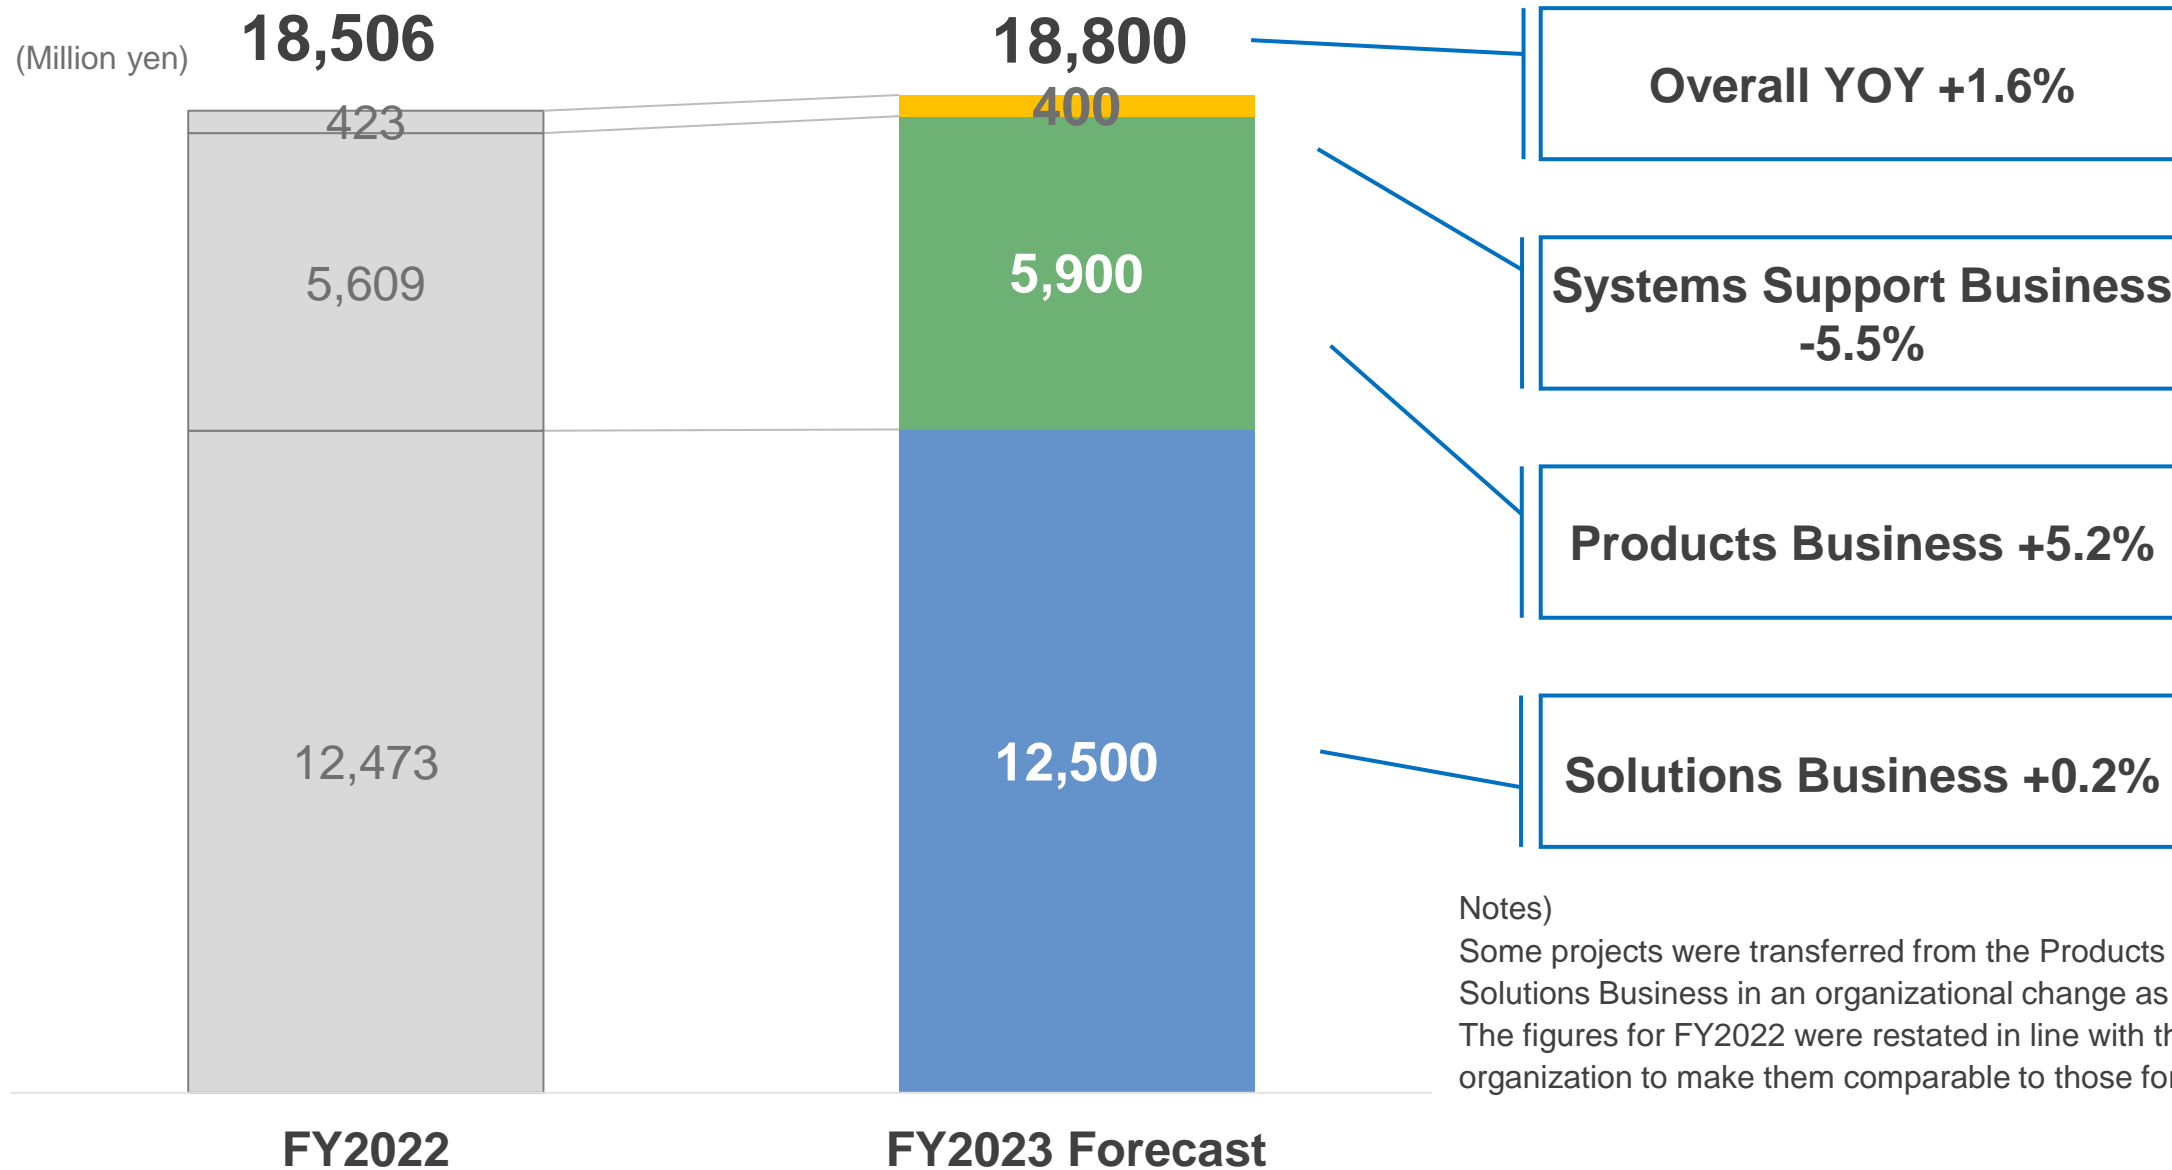 (Million yen)
18,506
18,800
423
400
5,609
5,900
12,473
12,500
FY2022
FY2023 Forecast
Overall YOY +1.6%
Systems Support Business
-5.5%
Products Business +5.2%
Solutions Business +0.2%
Notes)
Some projects were transferred from the Products
Solutions Business in an organizational change as
The figures for FY2022 were restated in line with
organization to make them comparable to those for